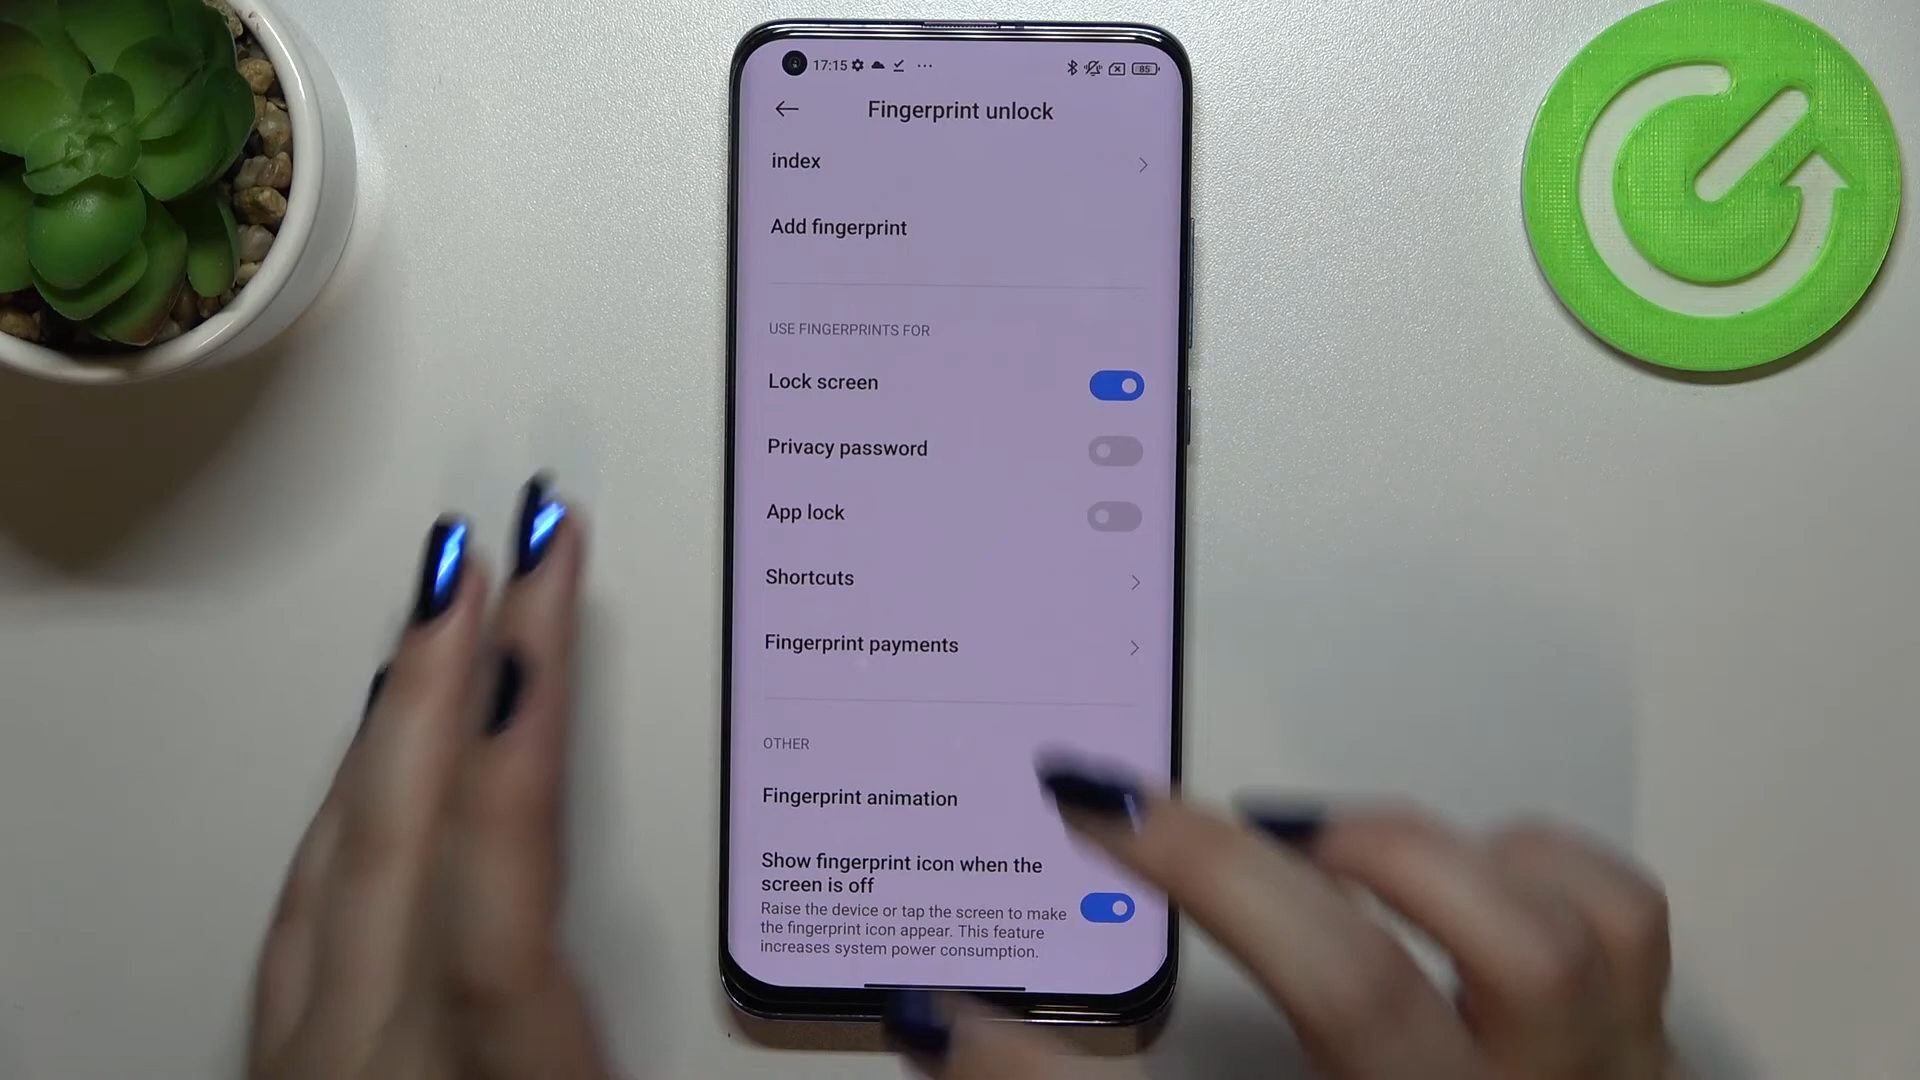 17:15 ...
85
Fingerprint unlock
index
Add fingerprint
USE FINGERPRINTS FOR
Lock screen
Privacy password
App lock
Shortcuts
Fingerprint payments
OTHER
Fingerprint animation
Show fingerprint icon when the
screen is off
Raise the device or tap the screen to make
the fingerprint icon appear. This feature
increases system power consumption.